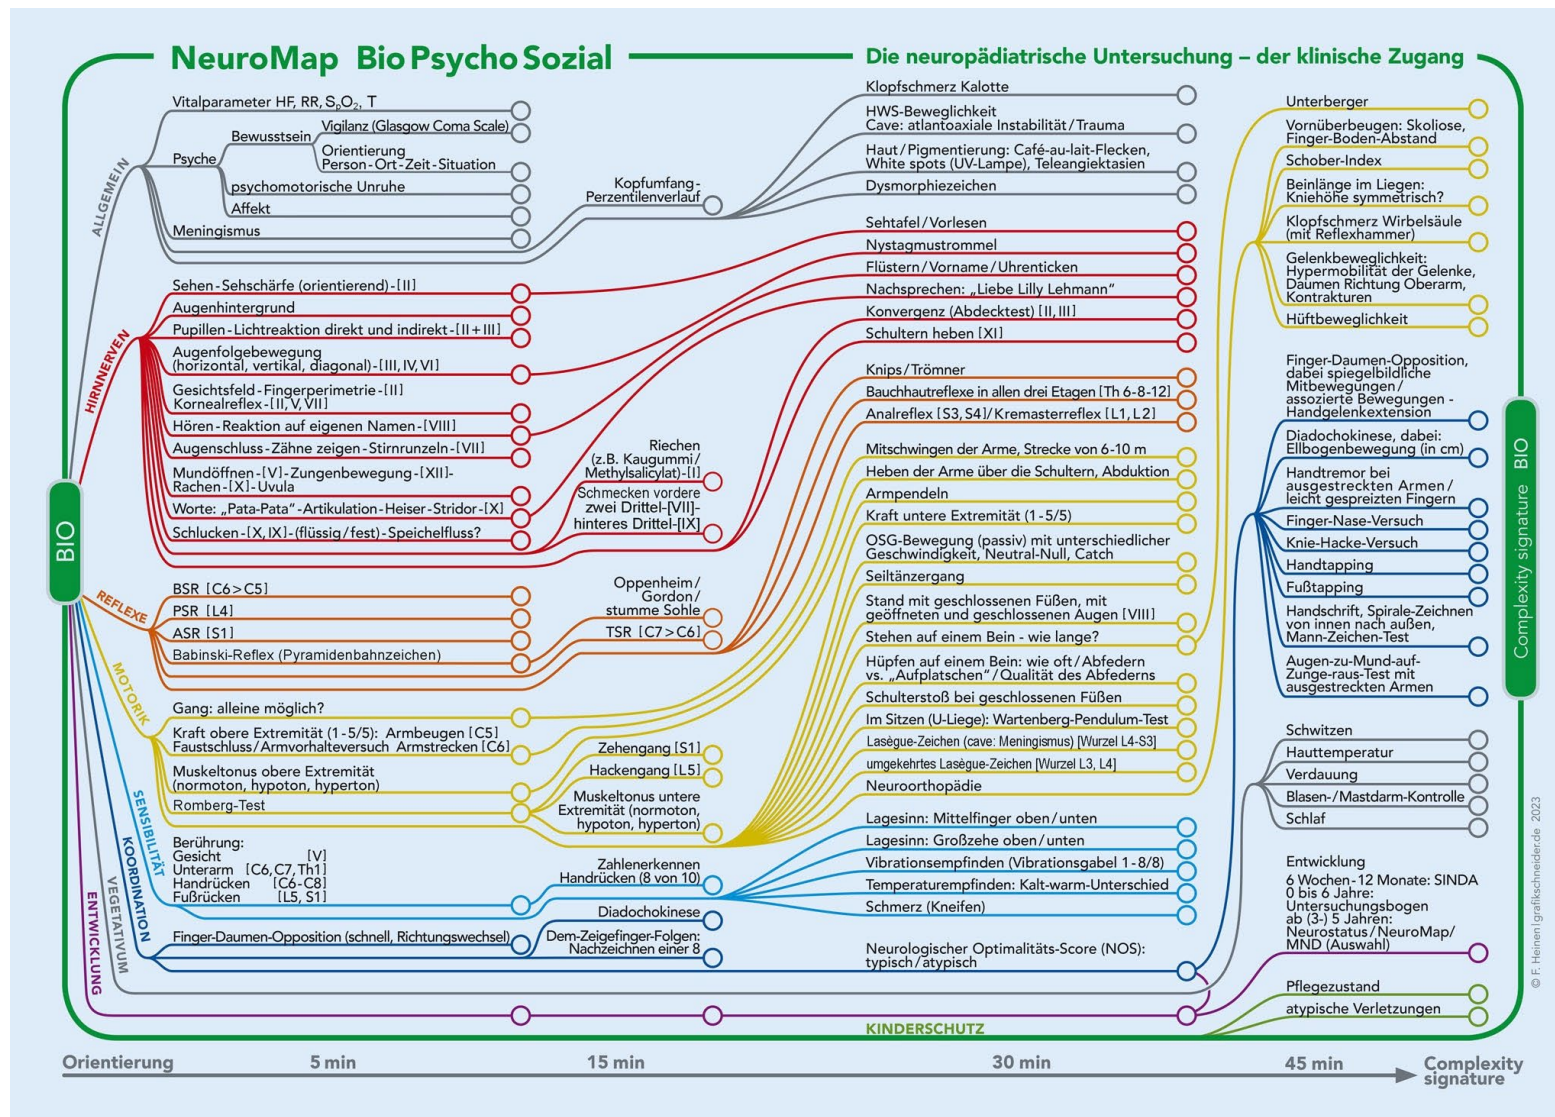 NeuroMap Bio Psycho Sozial
Die neuropädiatrische Untersuchung – der klinische Zugang
ALLGEMEIN
Vitalparameter HF, RR, SpO2, T
Psyche
Bewusstsein
Vigilanz (Glasgow Coma Scale)
Orientierung
Person-Ort-Zeit-Situation
psychomotorische Unruhe
Affekt
Meningismus
HIRNNERVEN
Sehen-Sehschärfe (orientierend)-[II]
Augenhintergrund
Pupillen-Lichtreaktion direkt und indirekt-[II+III]
Augenfolgebewegung
(horizontal, vertikal, diagonal)-[III, IV, VI]
Gesichtsfeld-Fingerperimetrie-[II]
Kornealreflex-[II, V, VII]
Hören-Reaktion auf eigenen Namen-[VIII]
Augenschluss-Zähne zeigen-Stirnrunzeln-[VII]
Mundöffnen-[V]-Zungenbewegung-[XII]-
Rachen-[X]-Uvula
Worte: „Pata-Pata“-Artikulation-Heiser-Stridor-[X]
Schlucken-[X, IX]-(flüssig/fest)-Speichelfluss?
BIO
REFLEXE
BSR [C6>C5]
PSR [L4]
ASR [S1]
Babinski-Reflex (Pyramidenbahnzeichen)
MOTORIK
Gang: alleine möglich?
Kraft obere Extremität (1-5/5): Armbeugen [C5]
Faustschluss/Armvorhalteversuch Armstrecken [C6]
Muskeltonus obere Extremität
(normoton, hypoton, hyperton)
Romberg-Test
SENSIBILITÄT
Berührung:
Gesicht [V]
Unterarm [C6, C7, Th1]
Handrücken [C6-C8]
Fußrücken [L5, S1]
KOORDINATION
Finger-Daumen-Opposition (schnell, Richtungswechsel)
VEGETATIVUM
ENTWICKLUNG
Kopfumfang-
Perzentilenverlauf
Riechen
(z.B. Kaugummi/
Methylsalicylat)-[I]
Schmecken vordere
zwei Drittel-[VII]-
hinteres Drittel-[IX]
Oppenheim/
Gordon/
stumme Sohle
TSR [C7>C6]
Zehengang [S1]
Hackengang [L5]
Muskeltonus untere
Extremität (normoton,
hypoton, hyperton)
Zahlenerkennen
Handrücken (8 von 10)
Diadochokinese
Dem-Zeigefinger-Folgen:
Nachzeichnen einer 8
Klopfschmerz Kalotte
HWS-Beweglichkeit
Cave: atlantoaxiale Instabilität/Trauma
Haut/Pigmentierung: Café-au-lait-Flecken,
White spots (UV-Lampe), Teleangiektasien
Dysmorphiezeichen
Sehtafel/Vorlesen
Nystagmustrommel
Flüstern/Vorname/Uhrenticken
Nachsprechen: „Liebe Lilly Lehmann“
Konvergenz (Abdecktest) [II, III]
Schultern heben [XI]
Knips/Trömner
Bauchhautreflexe in allen drei Etagen [Th 6-8-12]
Analreflex [S3, S4]/Kremasterreflex [L1, L2]
Mitschwingen der Arme, Strecke von 6-10 m
Heben der Arme über die Schultern, Abduktion
Armpendeln
Kraft untere Extremität (1-5/5)
OSG-Bewegung (passiv) mit unterschiedlicher
Geschwindigkeit, Neutral-Null, Catch
Seiltänzergang
Stand mit geschlossenen Füßen, mit
geöffneten und geschlossenen Augen [VIII]
Stehen auf einem Bein - wie lange?
Hüpfen auf einem Bein: wie oft/Abfedern
vs. „Aufplatschen“/Qualität des Abfederns
Schulterstoß bei geschlossenen Füßen
Im Sitzen (U-Liege): Wartenberg-Pendulum-Test
Lasègue-Zeichen (cave: Meningismus) [Wurzel L4-S3]
umgekehrtes Lasègue-Zeichen [Wurzel L3, L4]
Neuroorthopädie
Lagesinn: Mittelfinger oben/unten
Lagesinn: Großzehe oben/unten
Vibrationsempfinden (Vibrationsgabel 1-8/8)
Temperaturempfinden: Kalt-warm-Unterschied
Schmerz (Kneifen)
Neurologischer Optimalitäts-Score (NOS):
typisch/atypisch
KINDERSCHUTZ
Unterberger
Vornüberbeugen: Skoliose,
Finger-Boden-Abstand
Schober-Index
Beinlänge im Liegen:
Kniehöhe symmetrisch?
Klopfschmerz Wirbelsäule
(mit Reflexhammer)
Gelenkbeweglichkeit:
Hypermobilität der Gelenke,
Daumen Richtung Oberarm,
Kontrakturen
Hüftbeweglichkeit
Finger-Daumen-Opposition,
dabei spiegelbildliche
Mitbewegungen/
assozierte Bewegungen -
Handgelenkextension
Diadochokinese, dabei:
Ellbogenbewegung (in cm)
Handtremor bei
ausgestreckten Armen/
leicht gespreizten Fingern
Finger-Nase-Versuch
Knie-Hacke-Versuch
Handtapping
Fußtapping
Handschrift, Spirale-Zeichnen
von innen nach außen,
Mann-Zeichen-Test
Augen-zu-Mund-auf-
Zunge-raus-Test mit
ausgestreckten Armen
Schwitzen
Hauttemperatur
Verdauung
Blasen-/Mastdarm-Kontrolle
Schlaf
Entwicklung
6 Wochen-12 Monate: SINDA
0 bis 6 Jahre:
Untersuchungsbogen
ab (3-) 5 Jahren:
Neurostatus/NeuroMap/
MND (Auswahl)
Pflegezustand
atypische Verletzungen
Complexity signature BIO
© F. Heinen | grafikschneider.de 2023
Orientierung
5 min
15 min
30 min
45 min
Complexity
signature